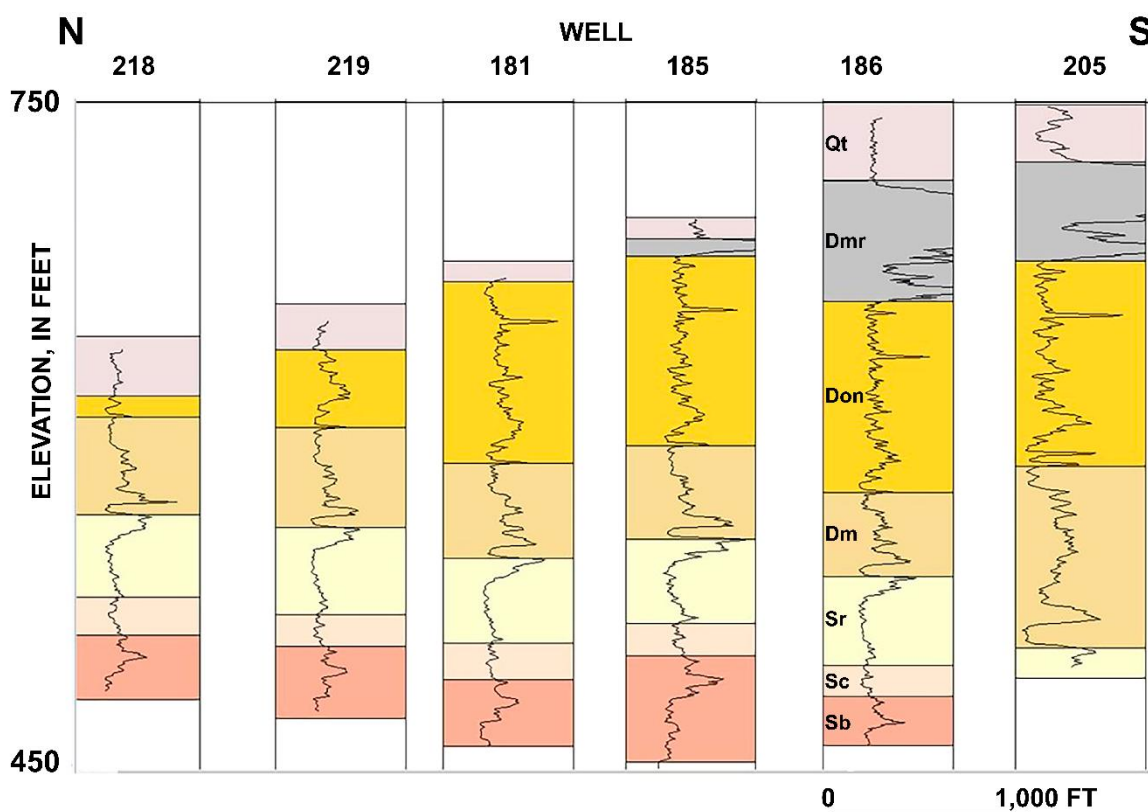 N WELL S
218 219 181 185 186 205
750
Qt
Dmr
ELEVATION, IN FEET
Don
Dm
Sr
Sc
Sb
450
0 1,000 FT